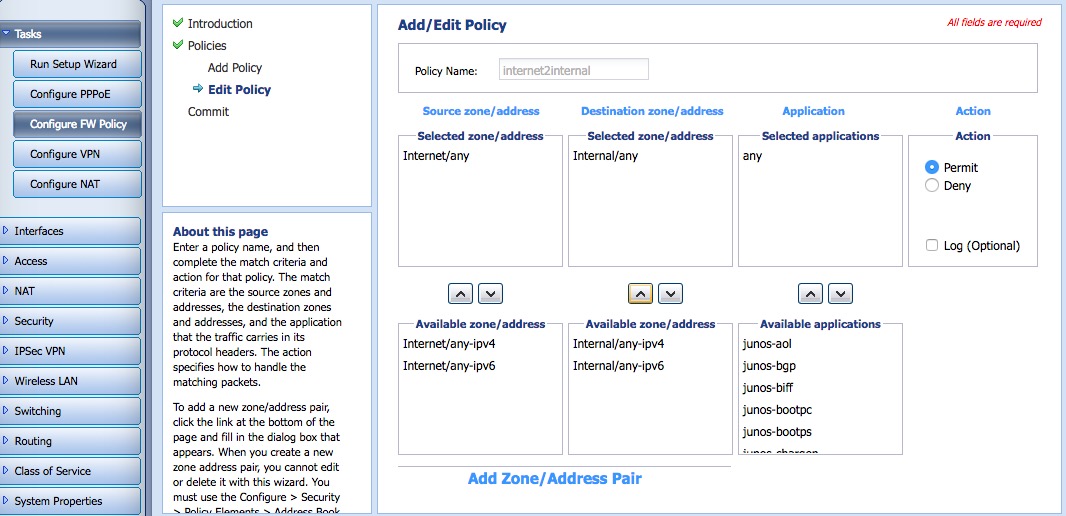 Tasks
Run Setup Wizard
Configure PPPoE
Configure FW Policy
Configure VPN
Configure NAT
Interfaces
Access
NAT
Security
IPSec VPN
Wireless LAN
Switching
Routing
Class of Service
System Properties
Introduction
Policies
Add Policy
Edit Policy
Commit
About this page
Enter a policy name, and then
complete the match criteria and
action for that policy. The match
criteria are the source zones and
addresses, the destination zones
and addresses, and the application
that the traffic carries in its
protocol headers. The action
specifies how to handle the
matching packets.
To add a new zone/address pair,
click the link at the bottom of the
page and fill in the dialog box that
appears. When you create a new
zone address pair, you cannot edit
or delete it with this wizard. You
must use the Configure > Security
> Policy Elements > Address Book
Add/Edit Policy
All fields are required
Policy Name: internet2internal
Source zone/address
Destination zone/address
Application
Action
Selected zone/address
Internet/any
Selected zone/address
Internal/any
Selected applications
any
Action
Permit
Deny
Log (Optional)
Available zone/address
Internet/any-ipv4
Internet/any-ipv6
Available zone/address
Internal/any-ipv4
Internal/any-ipv6
Available applications
junos-aol
junos-bgp
junos-biff
junos-bootpc
junos-bootps
junos-chargen
Add Zone/Address Pair